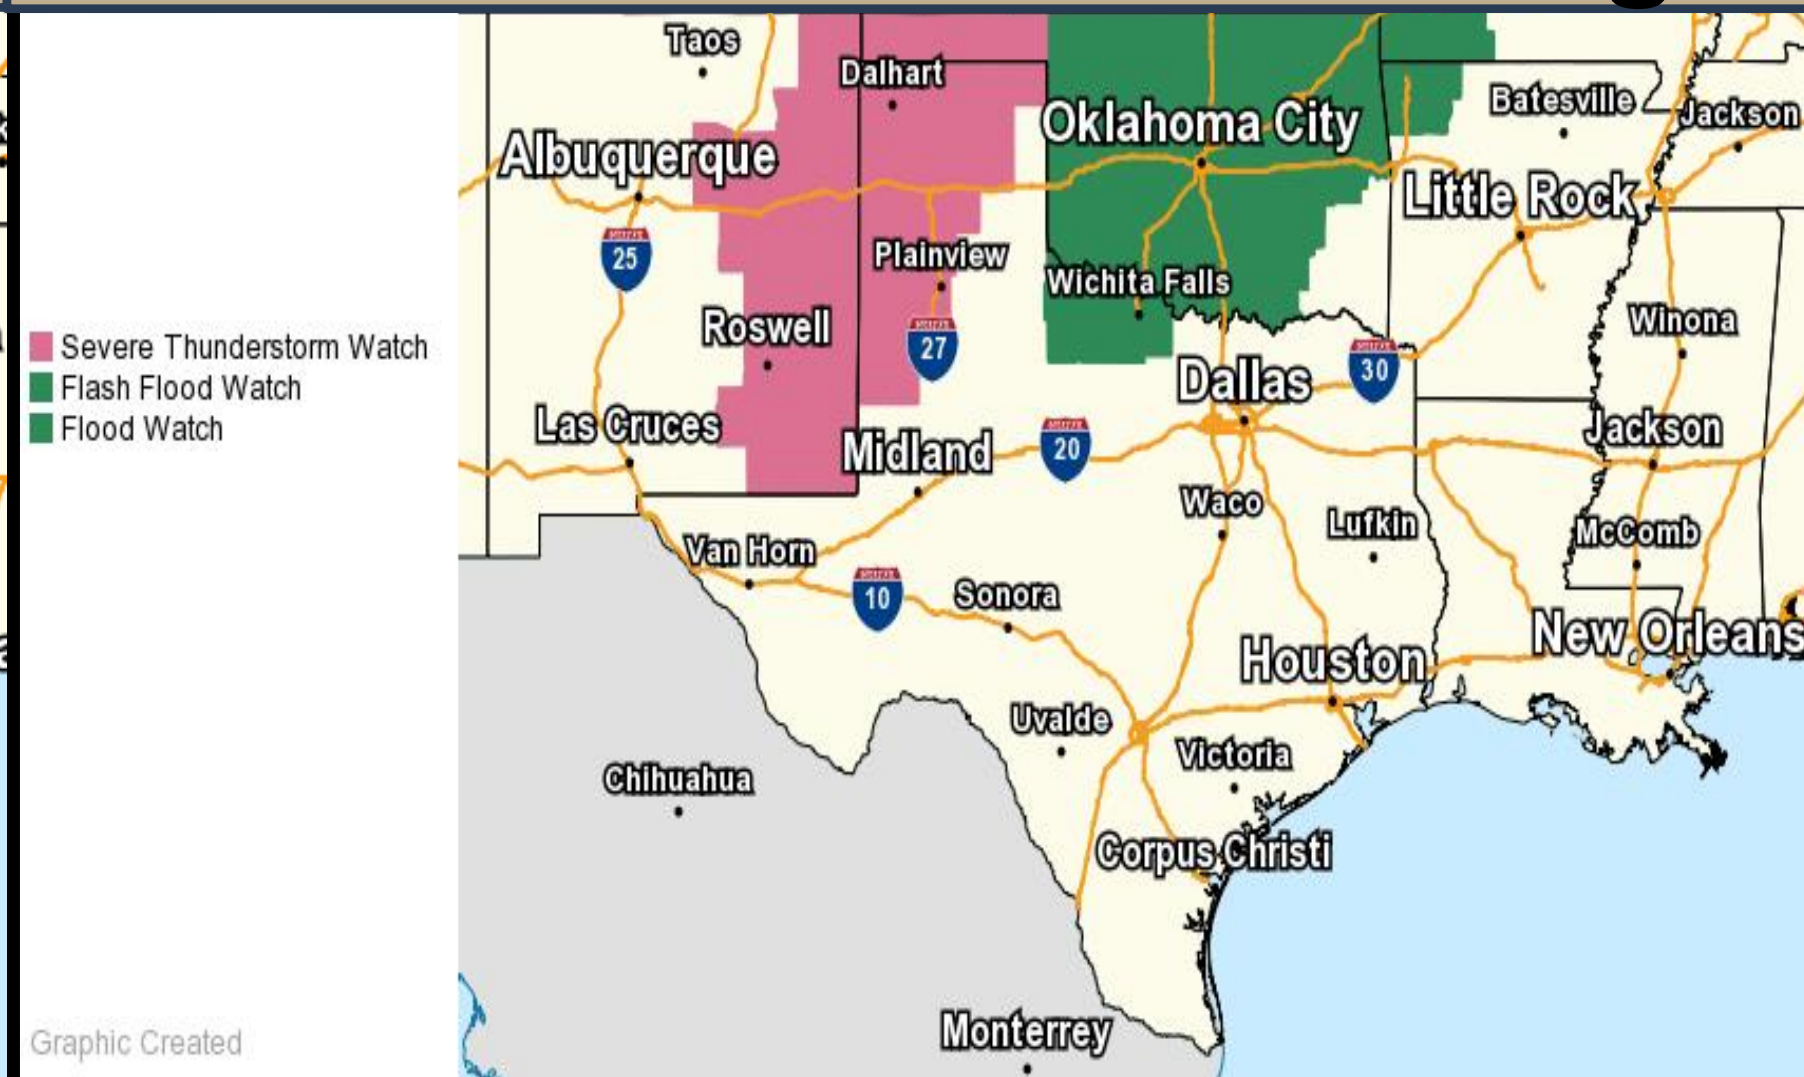 Severe Thunderstorm Watch
Flash Flood Watch
Flood Watch
Graphic Created
Taos
Dalhart
Oklahoma City
Batesville
Jackson
Albuquerque
Little Rock
25
Plainview
Wichita Falls
Roswell
27
Winona
30
Dallas
Las Cruces
Midland
20
Jackson
Waco
Lufkin
McComb
Van Horn
10
Sonora
New Orleans
Houston
Uvalde
Victoria
Chihuahua
Corpus Christi
Monterrey